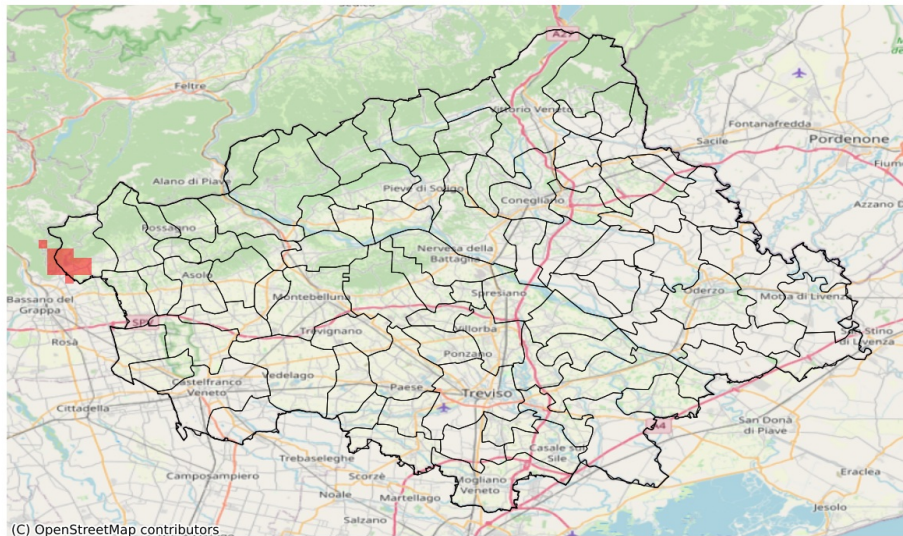 A27
Feltre
Vittorio Veneto
Fontanafredda
Sacile
Pordenone
Fiume
Alano di Piave
Pieve di Soligo
Conegliano
Azzano D
Possagno
Nervesa della
Battaglia
Asolo
Bassano del
Grappa
Montebelluna
Spresiano
Oderzo
Motta di Livenza
Rosà
Trevignano
Villorba
Stino
di Livenza
Ponzano
Castelfranco
Veneto
Vedelago
Paese
Treviso
Cittadella
A4
San Donà
di Piave
Trebaseleghe
Casale sul
Sile
Camposampiero
Scorzé
Mogliano
Veneto
Eraclea
Noale
Martellago
Jesolo
Salzano
(C) OpenStreetMap contributors